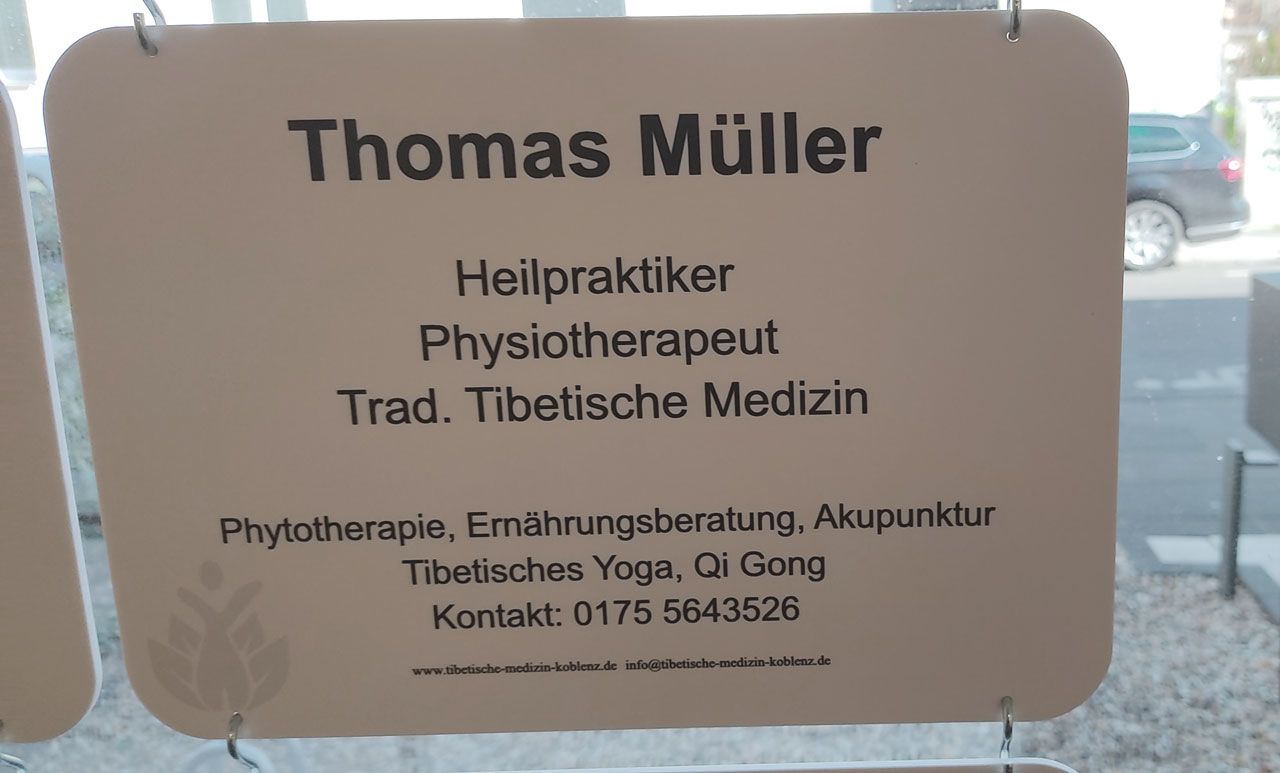 Thomas Müller
Heilpraktiker
Physiotherapeut
Trad. Tibetische Medizin
Phytotherapie, Ernährungsberatung, Akupunktur
Tibetisches Yoga, Qi Gong
Kontakt: 0175 5643526
www.tibetische-medizin-koblenz.de info@tibetische-medizin-koblenz.de